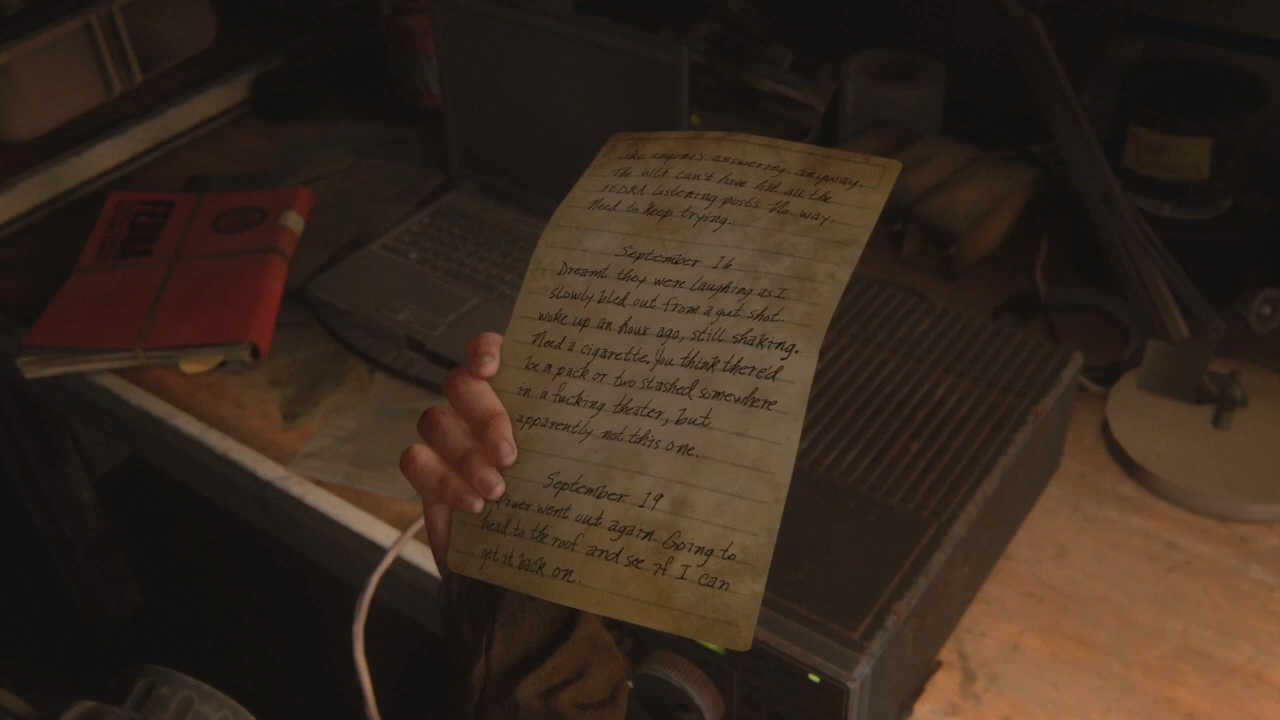 FEDRA
Like anyone's answering anyway.
The WLF can't have hit all the
FEDRA listening posts. No way.
Need to keep trying.
September 16
Dreamt they were laughing as I
slowly bled out from a gut shot.
woke up an hour ago, still shaking.
Need a cigarette, you think there'd
be a pack or two stashed somewhere
in a fucking theater, but
apparently not this one.
September 19
Power went out again. Going to
head to the roof and see if I can
get it back on.